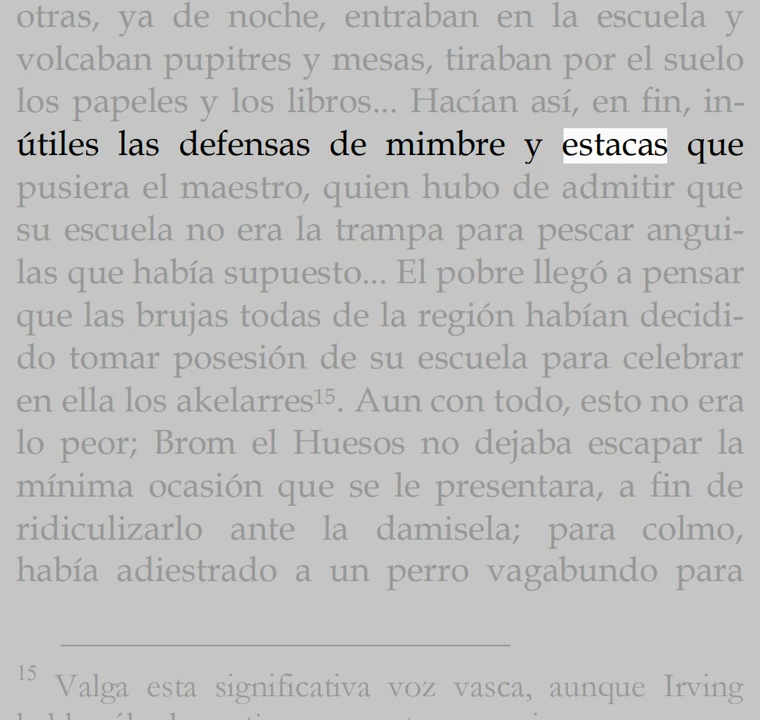 otras, ya de noche, entraban en la escuela y
volcaban pupitres y mesas, tiraban por el suelo
los papeles y los libros... Hacían así, en fin, in-
útiles las defensas de mimbre y estacas que
pusiera el maestro, quien hubo de admitir que
su escuela no era la trampa para pescar angui-
las que había supuesto... El pobre llegó a pensar
que las brujas todas de la región habían decidi-
do tomar posesión de su escuela para celebrar
en ella los akelarres¹⁵. Aun con todo, esto no era
lo peor; Brom el Huesos no dejaba escapar la
mínima ocasión que se le presentara, a fin de
ridiculizarlo ante la damisela; para colmo,
había adiestrado a un perro vagabundo para
¹⁵ Valga esta significativa voz vasca, aunque Irving